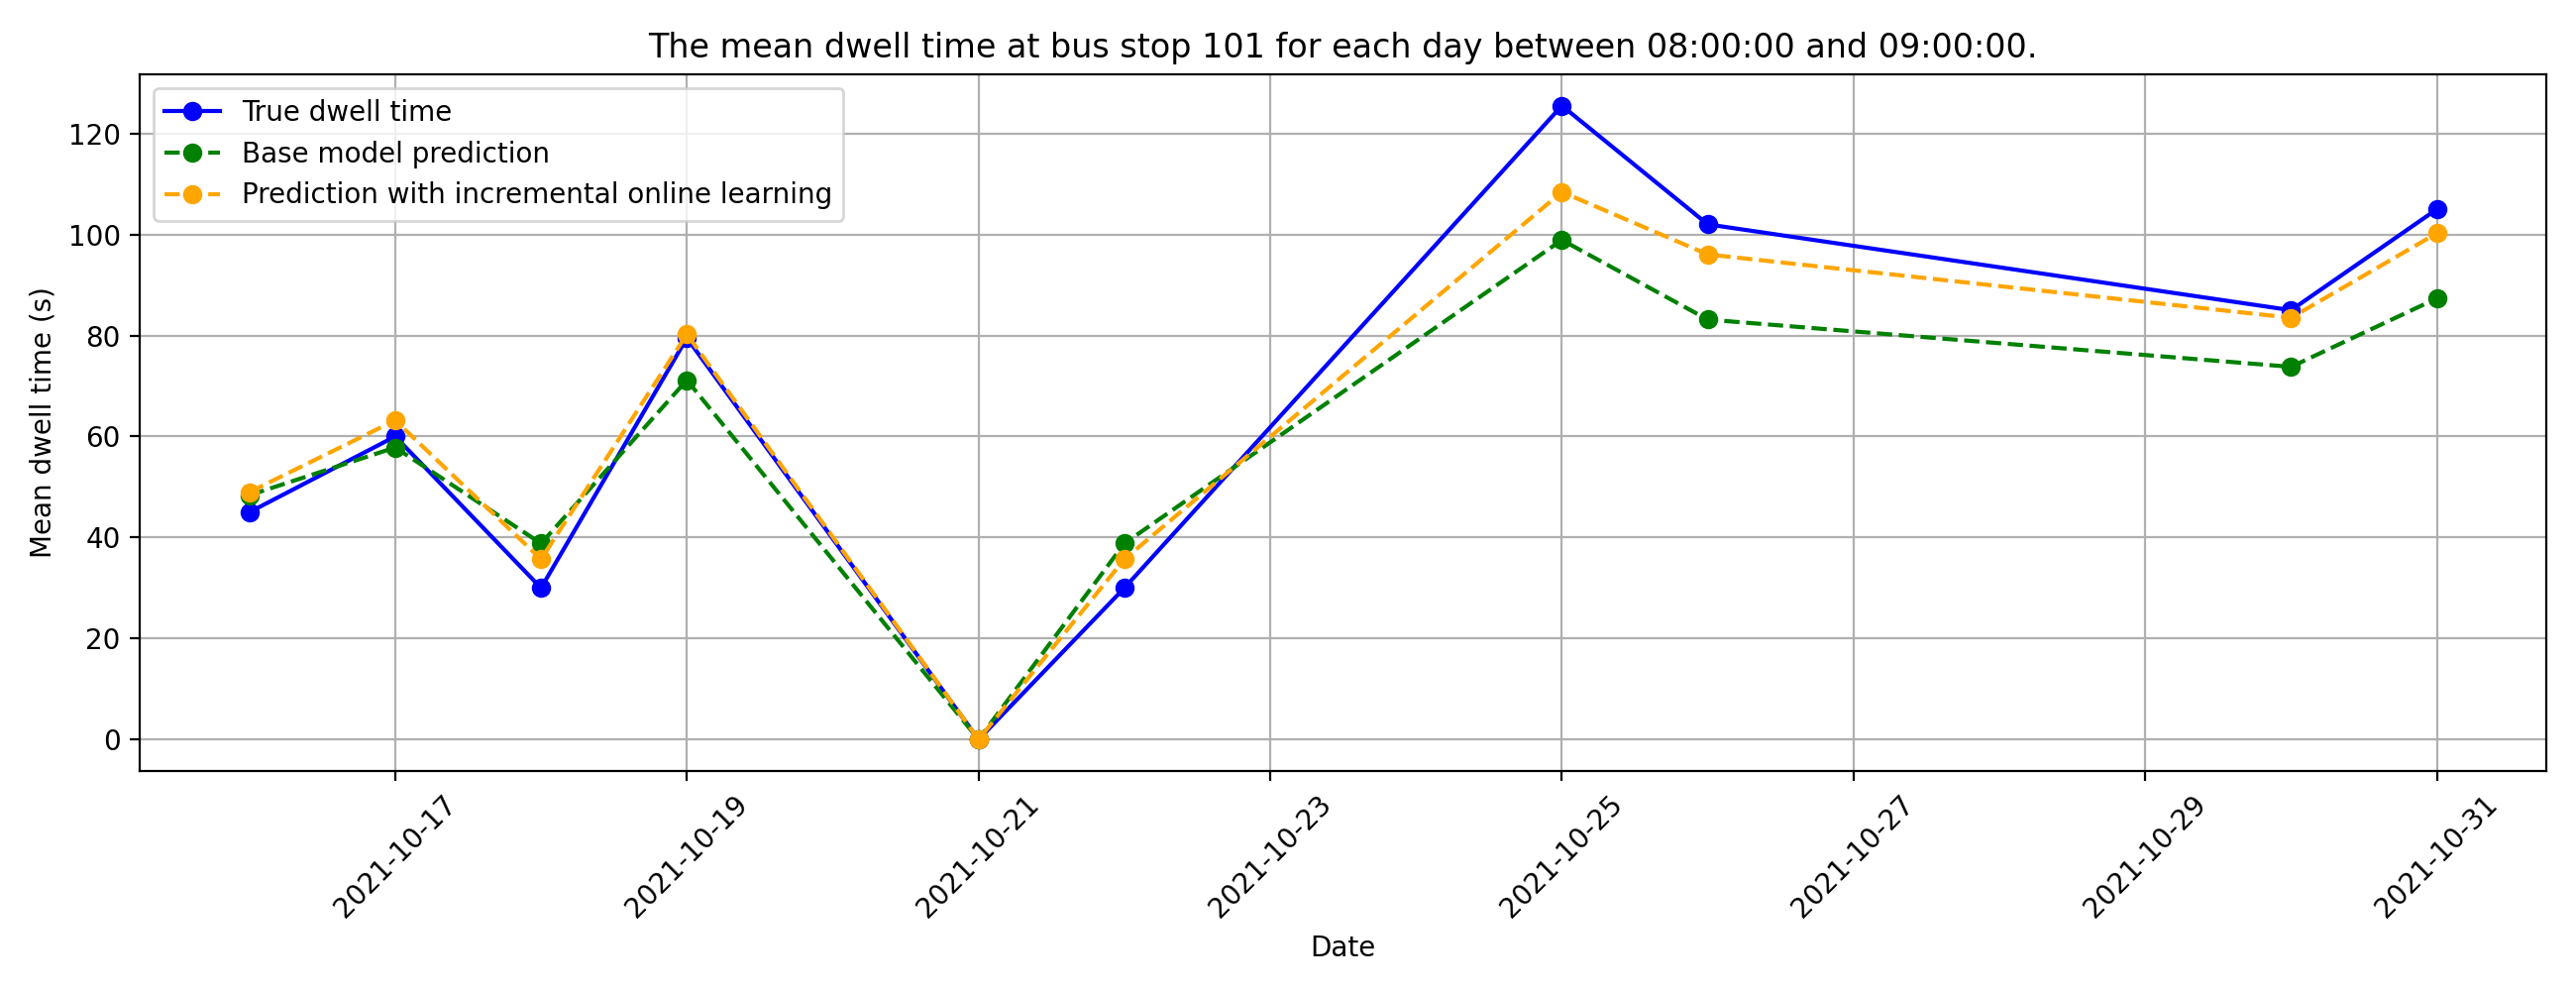 The mean dwell time at bus stop 101 for each day between 08:00:00 and 09:00:00.
True dwell time
Base model prediction
Prediction with incremental online learning
Mean dwell time (s)
120
100
80
60
40
20
0
2021-10-17
2021-10-19
2021-10-21
2021-10-23
2021-10-25
2021-10-27
2021-10-29
2021-10-31
Date